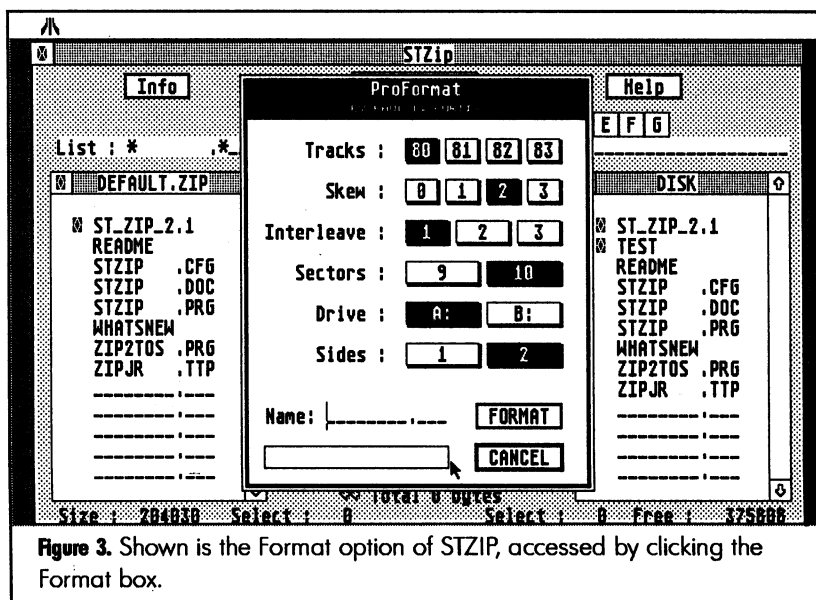 STZip
Info
Help
ProFormat
E F G
List : * .*_
Tracks : 80 81 82 83
Skew : 0 1 2 3
Interleave : 1 2 3
Sectors : 9 10
Drive : A: B:
Sides : 1 2
Name: ________.___ FORMAT
CANCEL
DEFAULT.ZIP
ST_ZIP_2.1
README
STZIP .CFG
STZIP .DOC
STZIP .PRG
WHATSNEW
ZIP2TOS .PRG
ZIPJR .TTP
DISK
ST_ZIP_2.1
TEST
README
STZIP .CFG
STZIP .DOC
STZIP .PRG
WHATSNEW
ZIP2TOS .PRG
ZIPJR .TTP
Total 0 bytes
Size : 204030 Select : 0 Select : 0 Free : 375808
Figure 3. Shown is the Format option of STZIP, accessed by clicking the
Format box.